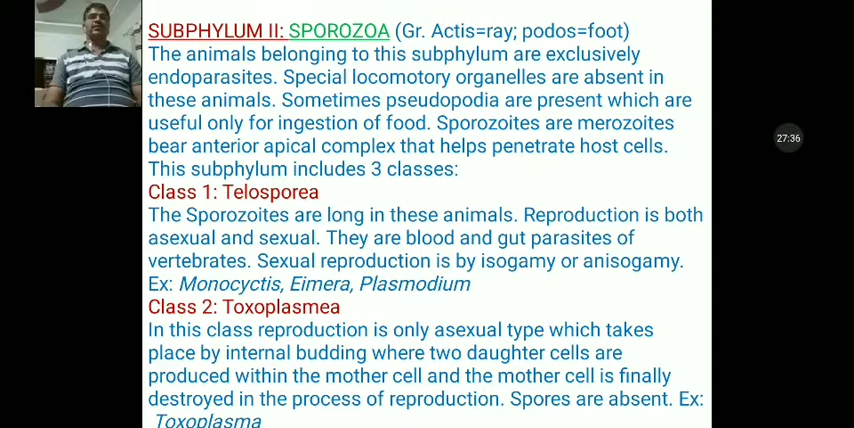 SUBPHYLUM II: SPOROZOA (Gr. Actis=ray; podos=foot)
The animals belonging to this subphylum are exclusively
endoparasites. Special locomotory organelles are absent in
these animals. Sometimes pseudopodia are present which are
useful only for ingestion of food. Sporozoites are merozoites
bear anterior apical complex that helps penetrate host cells.
This subphylum includes 3 classes:
Class 1: Telosporea
The Sporozoites are long in these animals. Reproduction is both
asexual and sexual. They are blood and gut parasites of
vertebrates. Sexual reproduction is by isogamy or anisogamy.
Ex: Monocyctis, Eimera, Plasmodium
Class 2: Toxoplasmea
In this class reproduction is only asexual type which takes
place by internal budding where two daughter cells are
produced within the mother cell and the mother cell is finally
destroyed in the process of reproduction. Spores are absent. Ex:
Toxoplasma
27:36